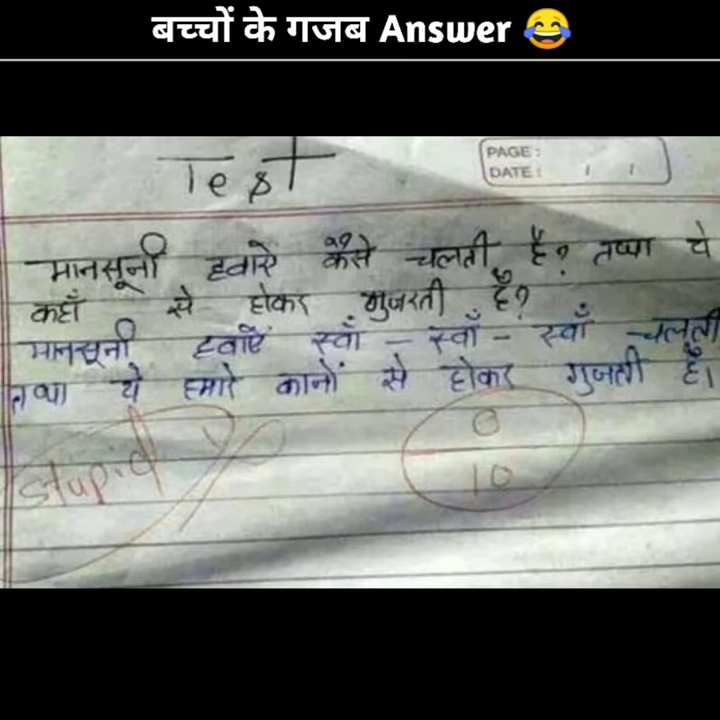 बच्चों के गजब Answer 😂
Test
PAGE:
DATE: / /
मानसूनी हवाऐं कैसे चलती है? तथा ये
कहाँ से होकर गुजरती हैं?
मानसूनी हवाऐं स्वाँ - स्वाँ - स्वाँ चलती
तथा ये हमारे कानों से होकर गुजती हैं।
Stupid
0
10